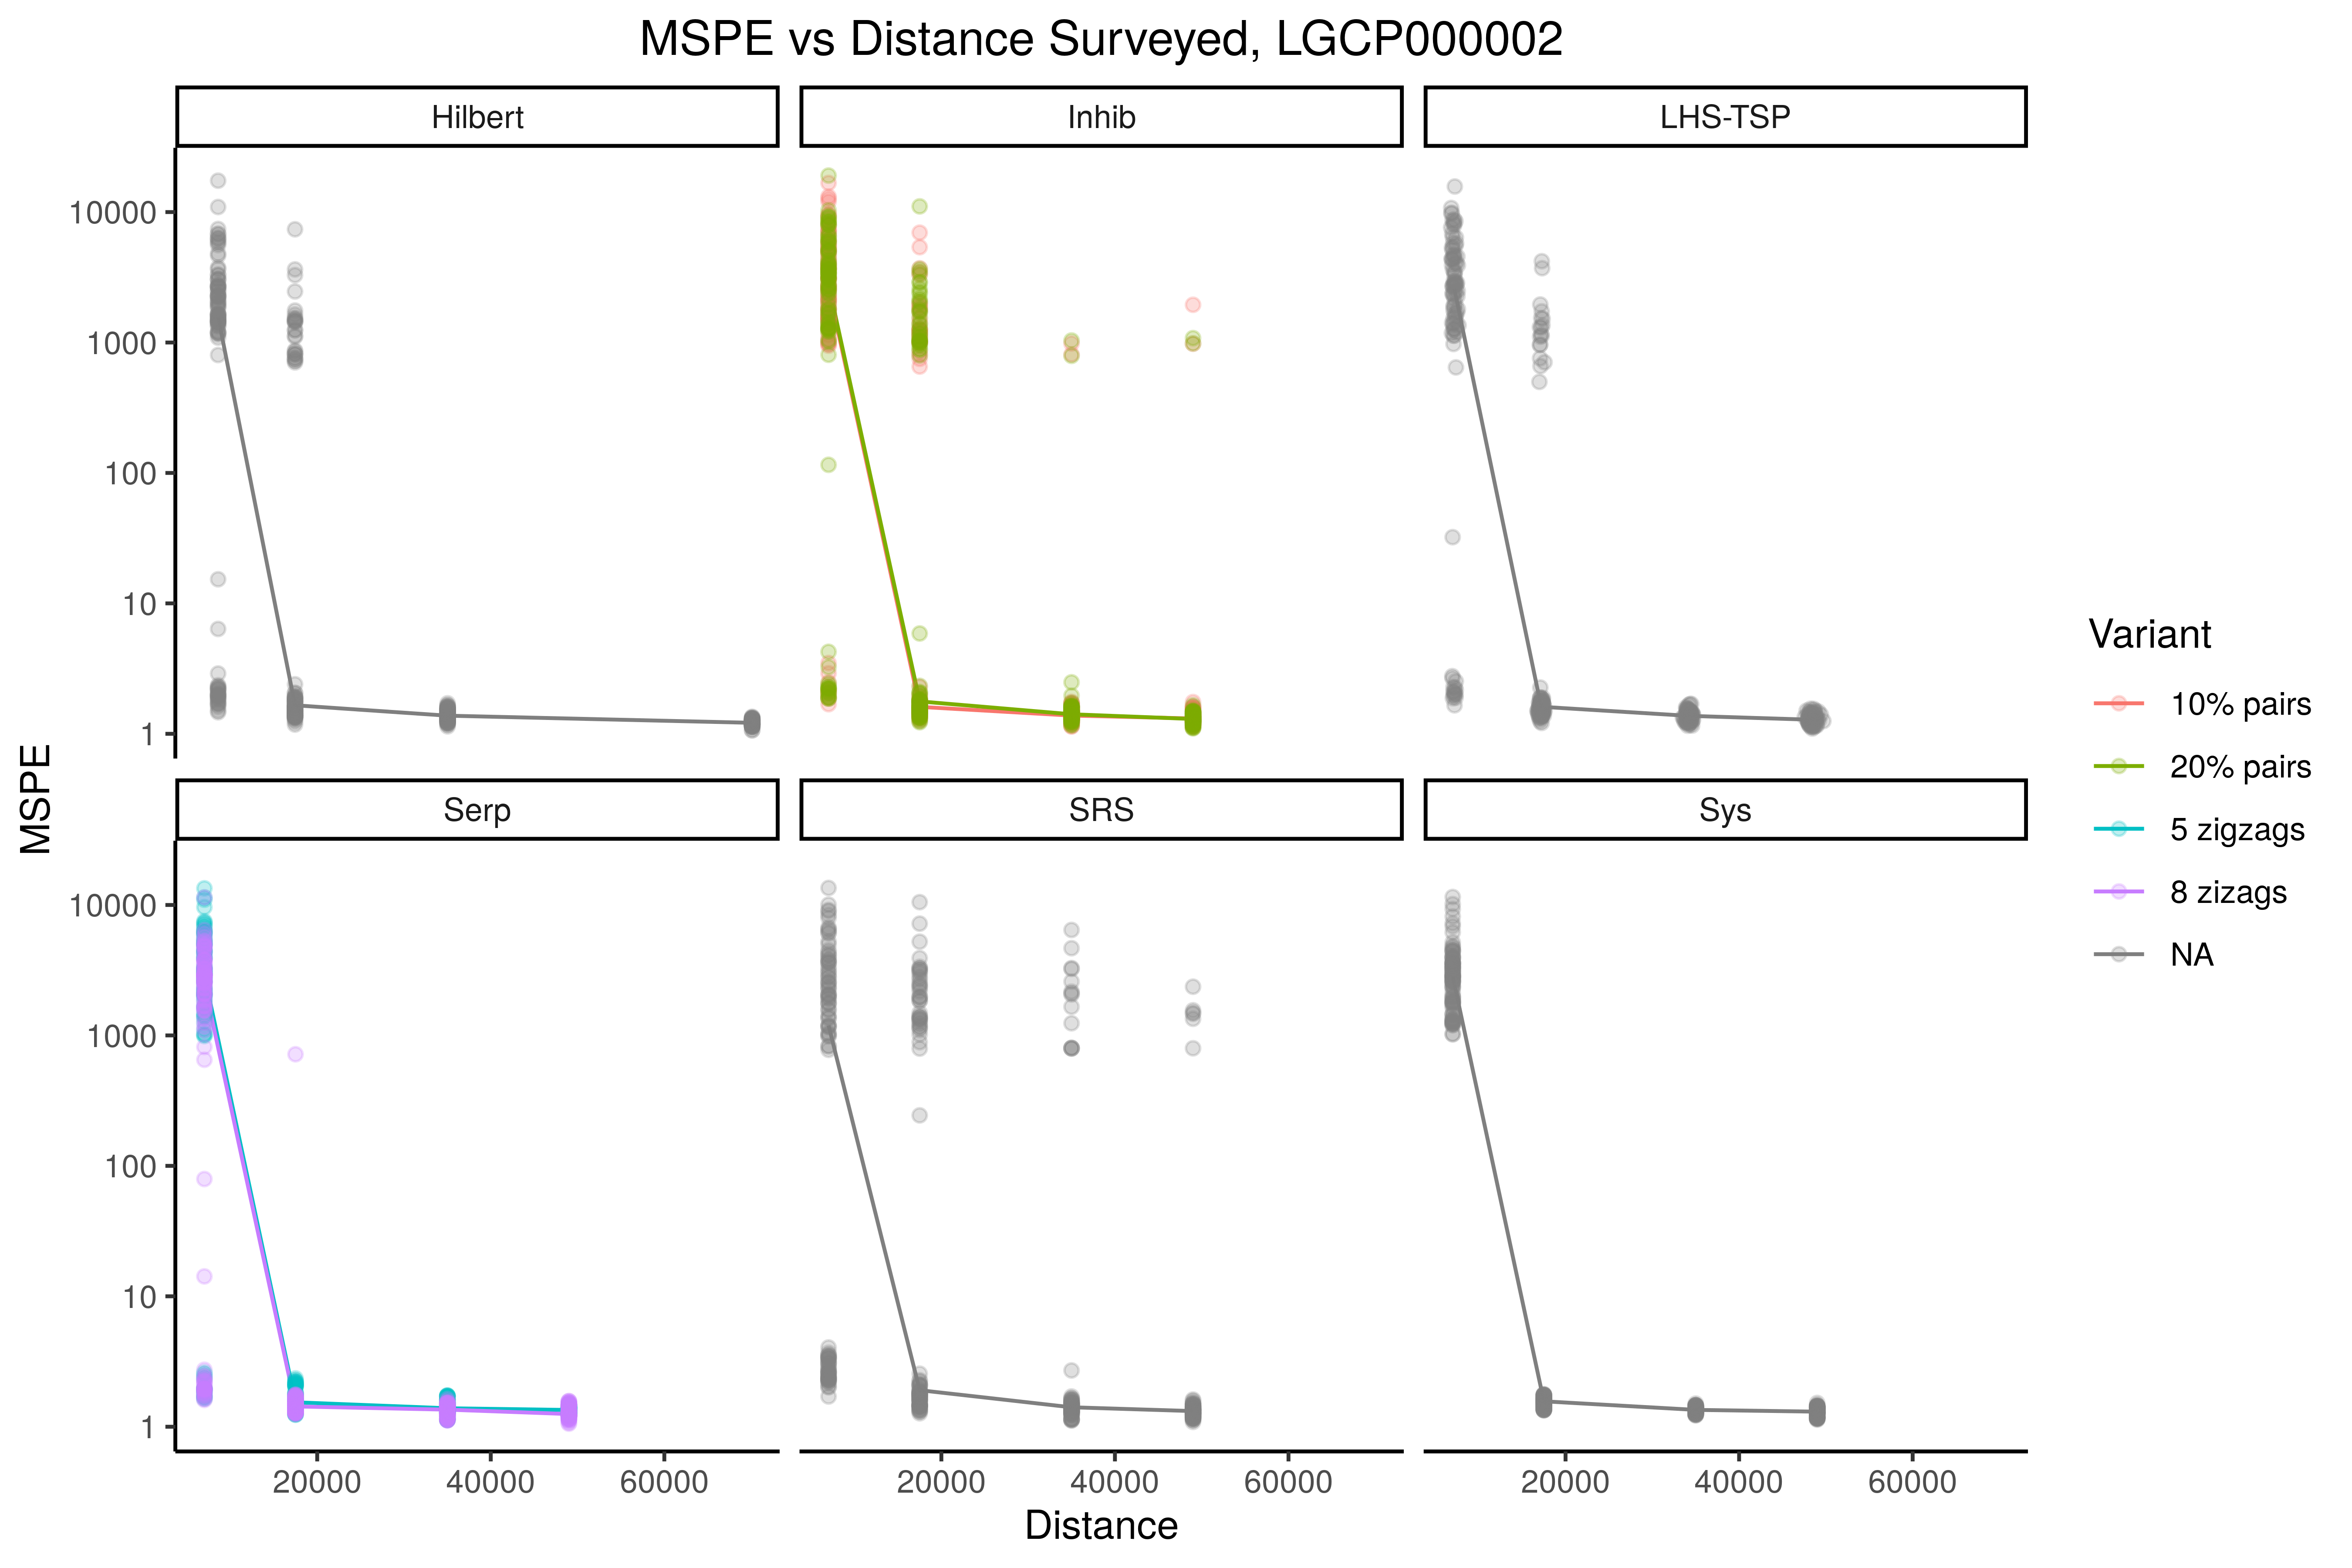 MSPE vs Distance Surveyed, LGCP000002
Hilbert
Inhib
LHS-TSP
10000
1000
100
10
1
Serp
SRS
Sys
10000
1000
100
10
1
20000
40000
60000
20000
40000
60000
20000
40000
60000
Distance
MSPE
Variant
10% pairs
20% pairs
5 zigzags
8 zizags
NA